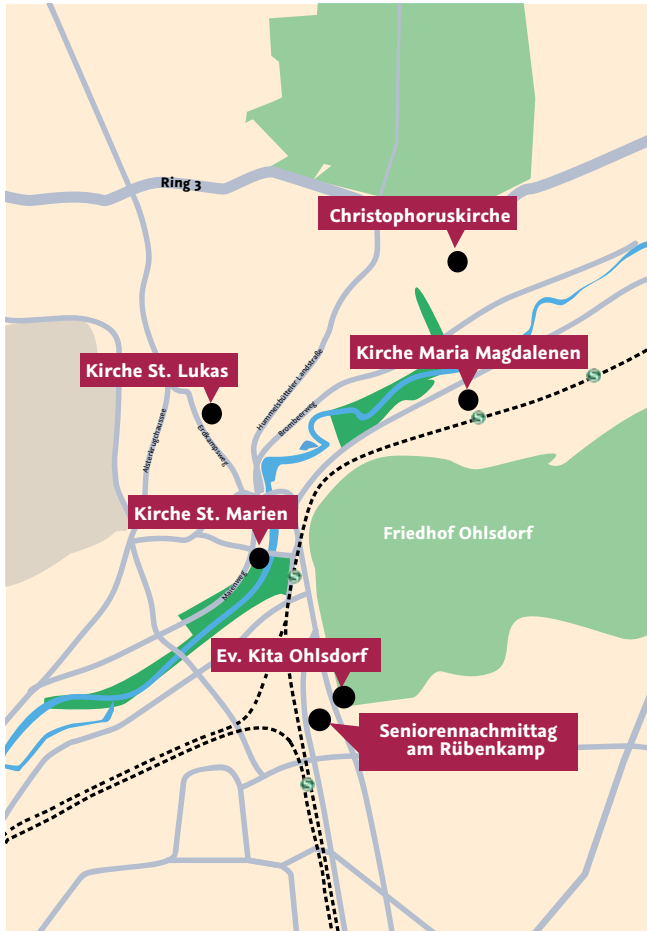 Ring 3
Christophoruskirche
Kirche Maria Magdalenen
Kirche St. Lukas
Hummelsbütteler Landstraße
Brombeerweg
Alsterkrugchaussee
Erdkampsweg
Kirche St. Marien
Friedhof Ohlsdorf
S
S
S
Maienweg
Ev. Kita Ohlsdorf
Seniorennachmittag
am Rübenkamp
S